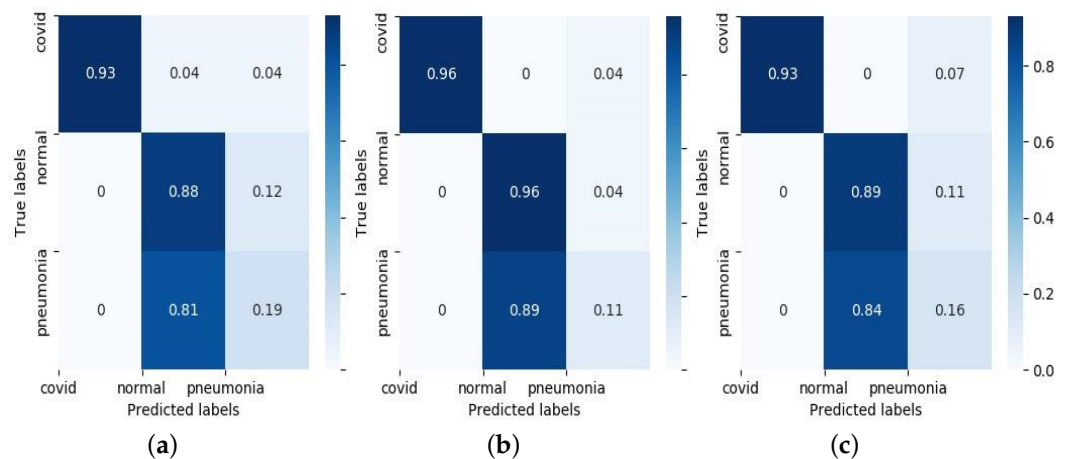 covid
normal
pneumonia
True labels
0.93 0.04 0.04
0 0.88 0.12
0 0.81 0.19
covid normal pneumonia
Predicted labels
(a)
covid
normal
pneumonia
True labels
0.96 0 0.04
0 0.96 0.04
0 0.89 0.11
covid normal pneumonia
Predicted labels
(b)
covid
normal
pneumonia
True labels
0.93 0 0.07
0 0.89 0.11
0 0.84 0.16
covid normal pneumonia
Predicted labels
0.8
0.6
0.4
0.2
0.0
(c)